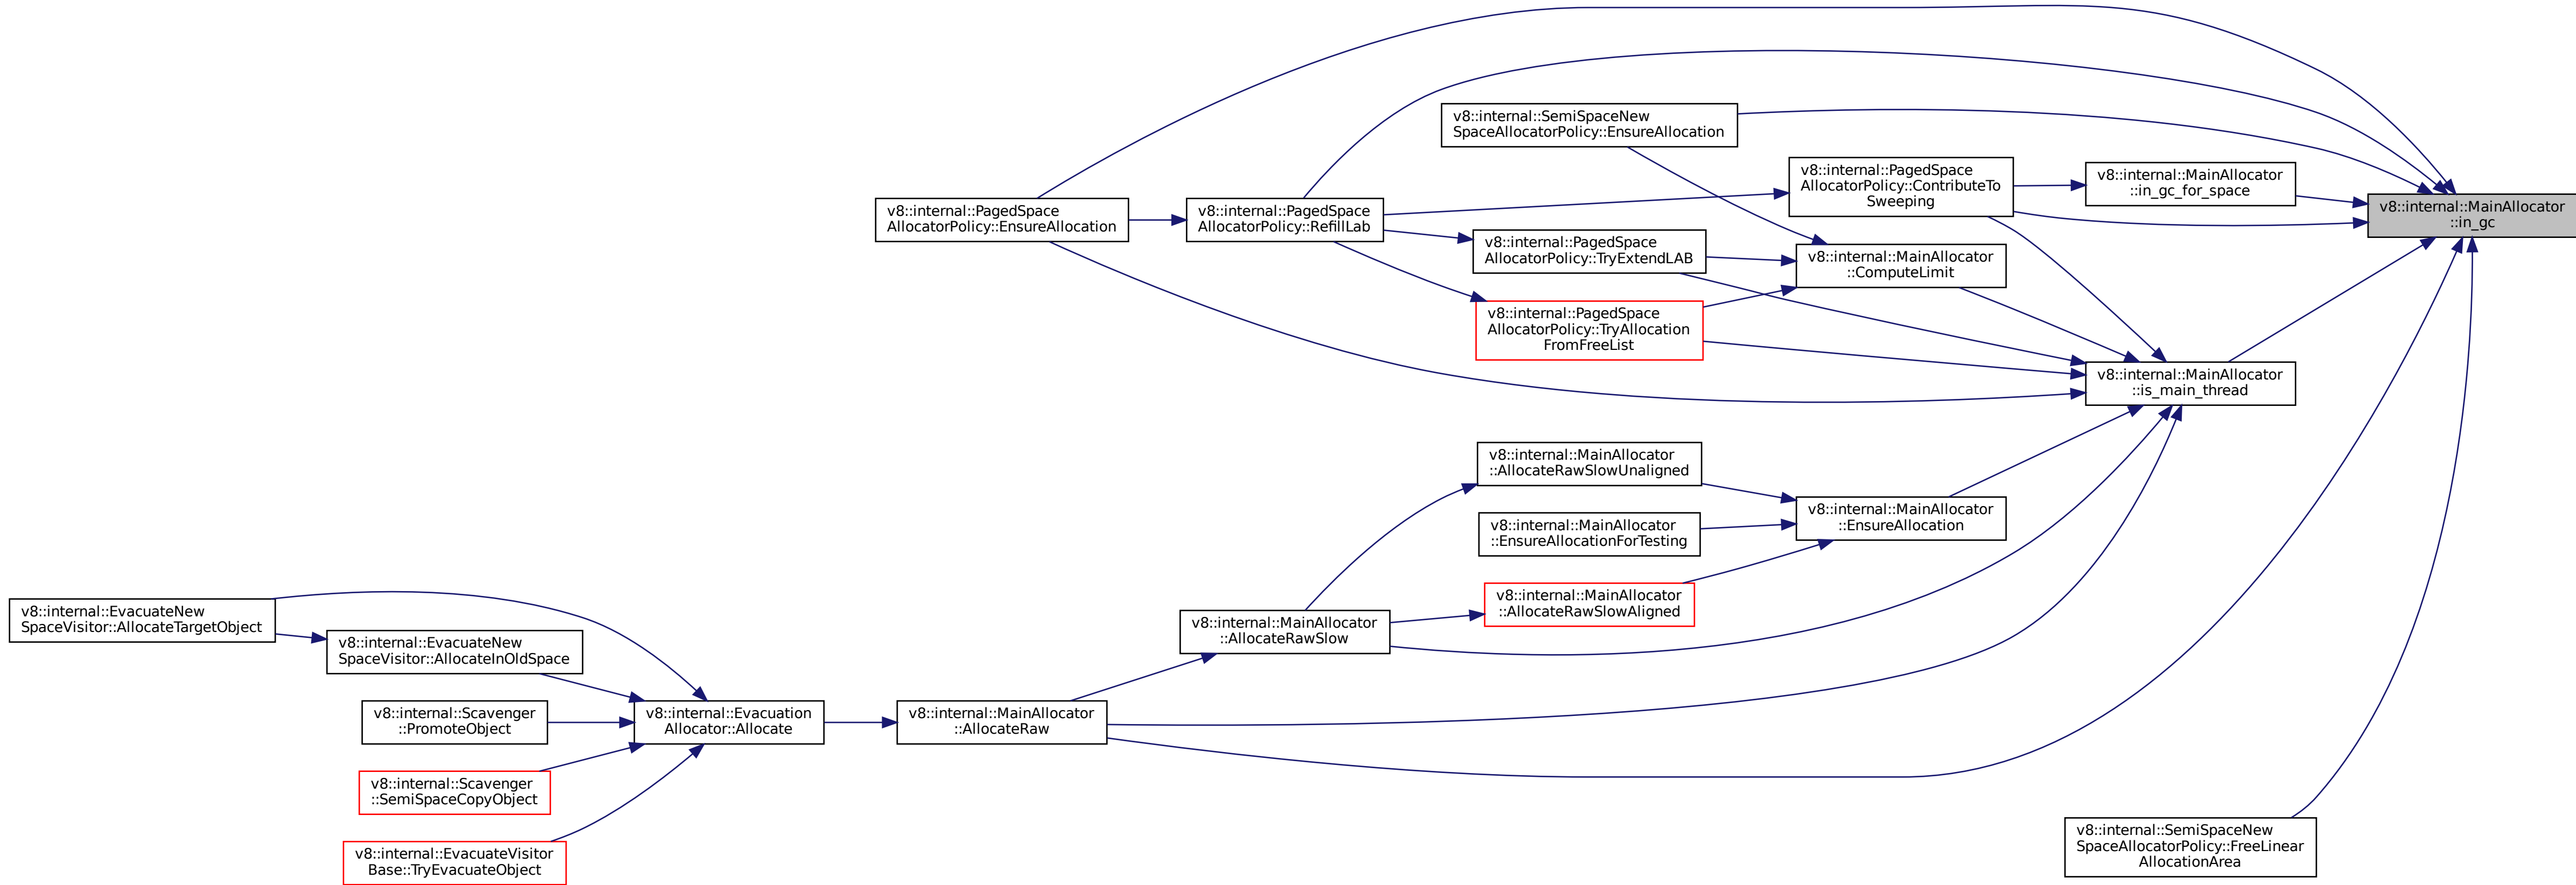 v8::internal::SemiSpaceNew
SpaceAllocatorPolicy::EnsureAllocation
v8::internal::PagedSpace
AllocatorPolicy::ContributeTo
Sweeping
v8::internal::MainAllocator
::in_gc_for_space
v8::internal::MainAllocator
::in_gc
v8::internal::PagedSpace
AllocatorPolicy::EnsureAllocation
v8::internal::PagedSpace
AllocatorPolicy::RefillLab
v8::internal::PagedSpace
AllocatorPolicy::TryExtendLAB
v8::internal::MainAllocator
::ComputeLimit
v8::internal::PagedSpace
AllocatorPolicy::TryAllocation
FromFreeList
v8::internal::MainAllocator
::is_main_thread
v8::internal::MainAllocator
::AllocateRawSlowUnaligned
v8::internal::MainAllocator
::EnsureAllocation
v8::internal::MainAllocator
::EnsureAllocationForTesting
v8::internal::MainAllocator
::AllocateRawSlowAligned
v8::internal::MainAllocator
::AllocateRawSlow
v8::internal::EvacuateNew
SpaceVisitor::AllocateTargetObject
v8::internal::EvacuateNew
SpaceVisitor::AllocateInOldSpace
v8::internal::Scavenger
::PromoteObject
v8::internal::Evacuation
Allocator::Allocate
v8::internal::MainAllocator
::AllocateRaw
v8::internal::Scavenger
::SemiSpaceCopyObject
v8::internal::EvacuateVisitor
Base::TryEvacuateObject
v8::internal::SemiSpaceNew
SpaceAllocatorPolicy::FreeLinear
AllocationArea